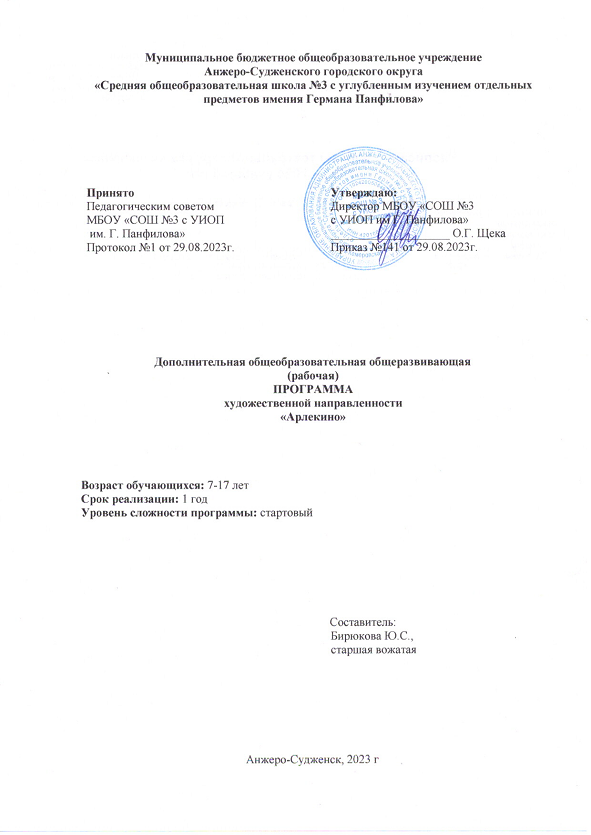 Муниципальное бюджетное общеобразовательное учреждение
Анжеро-Судженского городского округа
«Средняя общеобразовательная школа №3 с углубленным изучением отдельных
предметов имения Германа Панфилова»
Принято
Педагогическим советом
МБОУ «СОШ №3 с УИОП
им. Г. Панфилова»
Протокол №1 от 29.08.2023г.
Утверждаю:
Директор МБОУ «СОШ №3
с УИОП им Г. Панфилова»
О.Г. Щека
Приказ №141 от 29.08.2023г.
Дополнительная общеобразовательная общеразвивающая
(рабочая)
ПРОГРАММА
художественной направленности
«Арлекино»
Возраст обучающихся: 7-17 лет
Срок реализации: 1 год
Уровень сложности программы: стартовый
Составитель:
Бирюкова Ю.С.,
старшая вожатая
Анжеро-Судженск, 2023 г